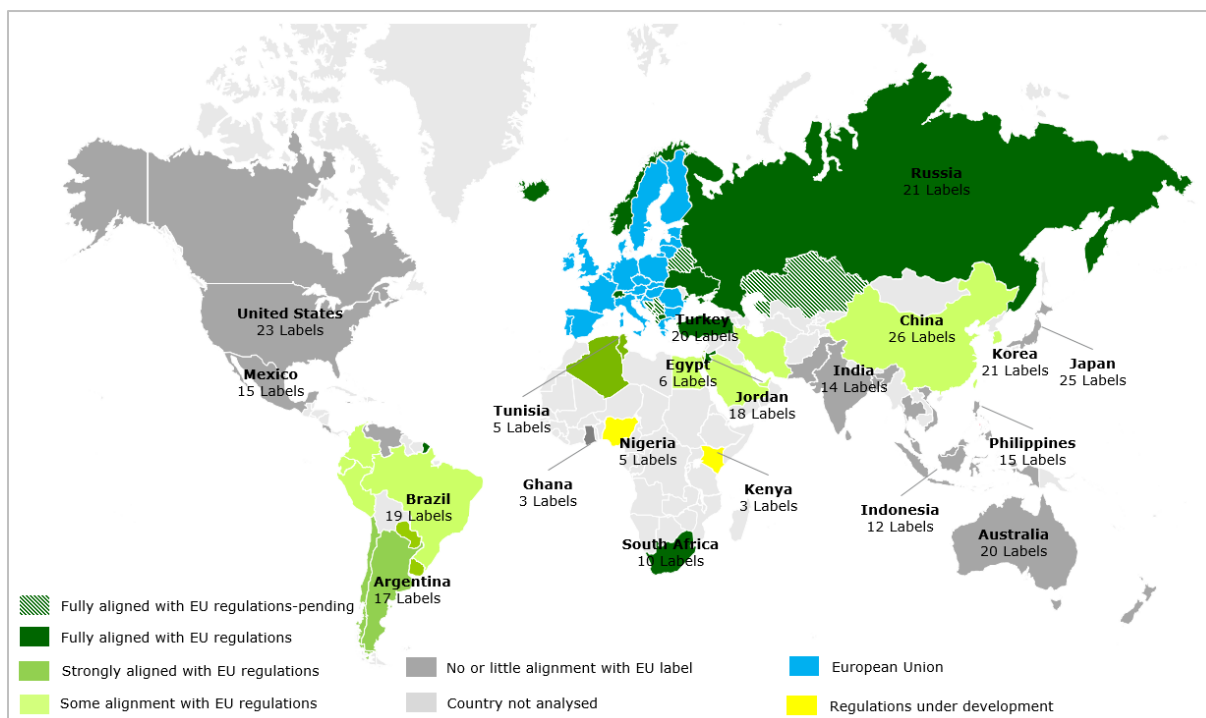 Russia
21 Labels
United States
23 Labels
Turkey
20 Labels
China
26 Labels
Korea
21 Labels
Japan
25 Labels
Mexico
15 Labels
Egypt
6 Labels
India
14 Labels
Jordan
18 Labels
Tunisia
5 Labels
Nigeria
5 Labels
Philippines
15 Labels
Ghana
3 Labels
Kenya
3 Labels
Brazil
19 Labels
Indonesia
12 Labels
South Africa
10 Labels
Australia
20 Labels
Argentina
17 Labels
Fully aligned with EU regulations-pending
Fully aligned with EU regulations
Strongly aligned with EU regulations
Some alignment with EU regulations
No or little alignment with EU label
Country not analysed
European Union
Regulations under development